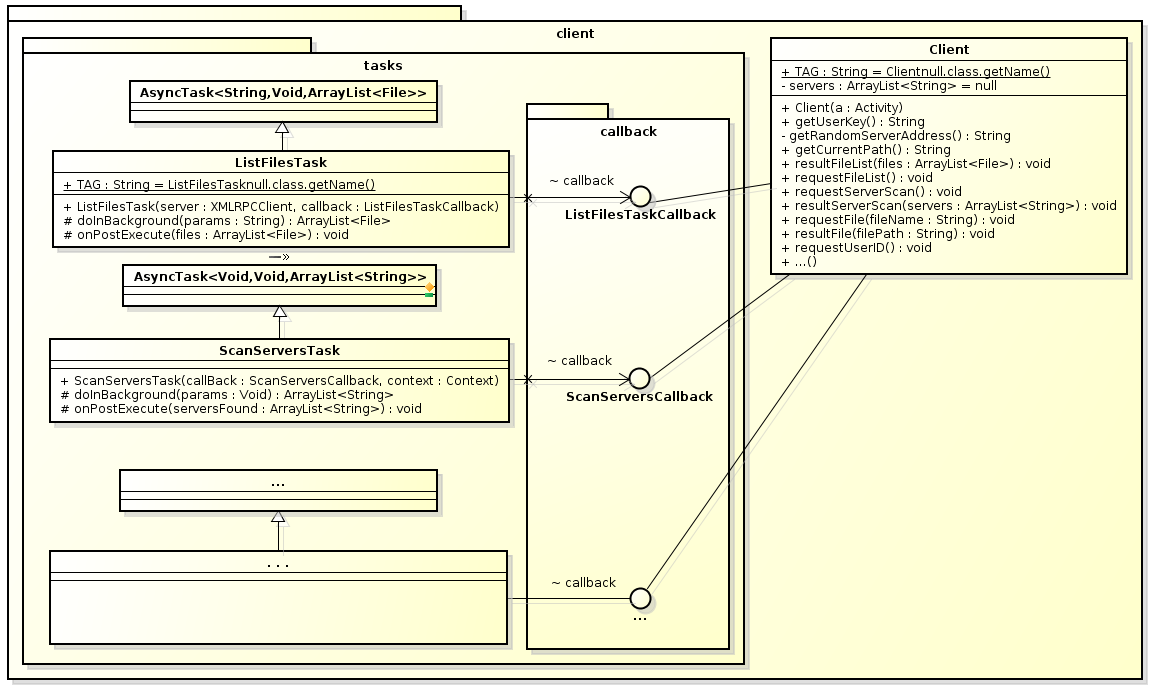 client
tasks
AsyncTask<String,Void,ArrayList<File>>
ListFilesTask
+ TAG : String = ListFilesTasknull.class.getName()
+ ListFilesTask(server : XMLRPCClient, callback : ListFilesTaskCallback)
# doInBackground(params : String) : ArrayList<File>
# onPostExecute(files : ArrayList<File>) : void
AsyncTask<Void,Void,ArrayList<String>>
ScanServersTask
+ ScanServersTask(callBack : ScanServersCallback, context : Context)
# doInBackground(params : Void) : ArrayList<String>
# onPostExecute(serversFound : ArrayList<String>) : void
...
. . .
callback
~ callback
ListFilesTaskCallback
~ callback
ScanServersCallback
~ callback
...
Client
+ TAG : String = Clientnull.class.getName()
- servers : ArrayList<String> = null
+ Client(a : Activity)
+ getUserKey() : String
- getRandomServerAddress() : String
+ getCurrentPath() : String
+ resultFileList(files : ArrayList<File>) : void
+ requestFileList() : void
+ requestServerScan() : void
+ resultServerScan(servers : ArrayList<String>) : void
+ requestFile(fileName : String) : void
+ resultFile(filePath : String) : void
+ requestUserID() : void
+ ...()